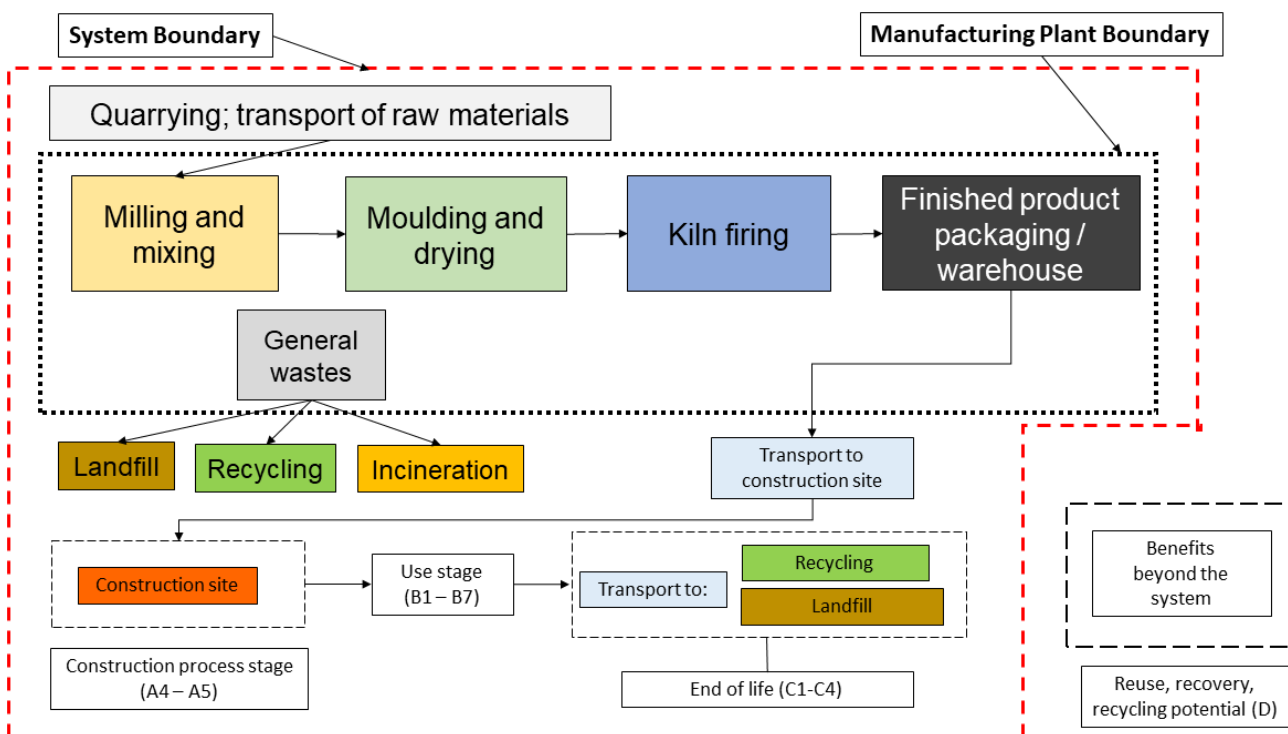 System Boundary
Manufacturing Plant Boundary
Quarrying; transport of raw materials
Milling and
mixing
Moulding and
drying
Kiln firing
Finished product
packaging /
warehouse
General
wastes
Landfill
Recycling
Incineration
Transport to
construction site
Construction site
Use stage
(B1 – B7)
Transport to:
Recycling
Landfill
Benefits
beyond the
system
Construction process stage
(A4 – A5)
End of life (C1-C4)
Reuse, recovery,
recycling potential (D)